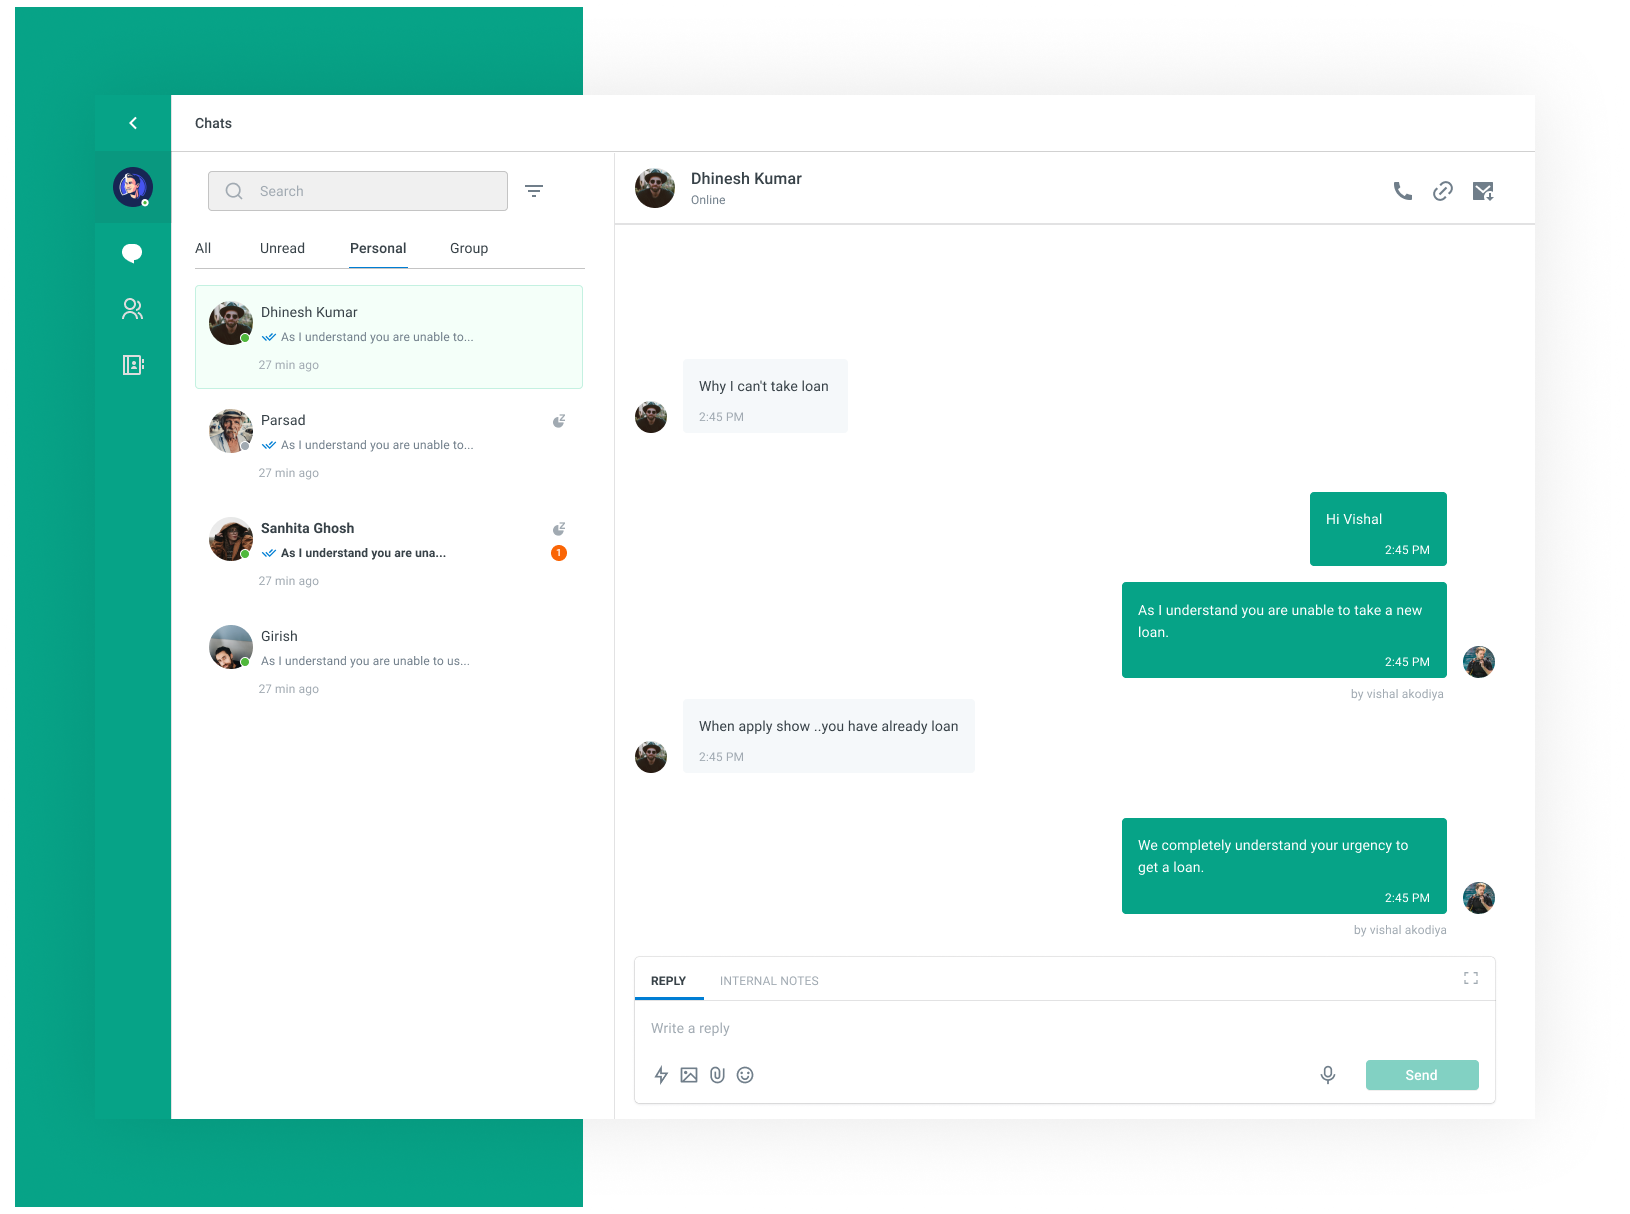 Chats
Search
All Unread Personal Group
Dhinesh Kumar
As I understand you are unable to...
27 min ago
Parsad
As I understand you are unable to...
27 min ago
Sanhita Ghosh
As I understand you are una...
1
27 min ago
Girish
As I understand you are unable to us...
27 min ago
Dhinesh Kumar
Online
Why I can't take loan
2:45 PM
Hi Vishal
2:45 PM
As I understand you are unable to take a new
loan.
2:45 PM
by vishal akodiya
When apply show ..you have already loan
2:45 PM
We completely understand your urgency to
get a loan.
2:45 PM
by vishal akodiya
REPLY INTERNAL NOTES
Write a reply
Send